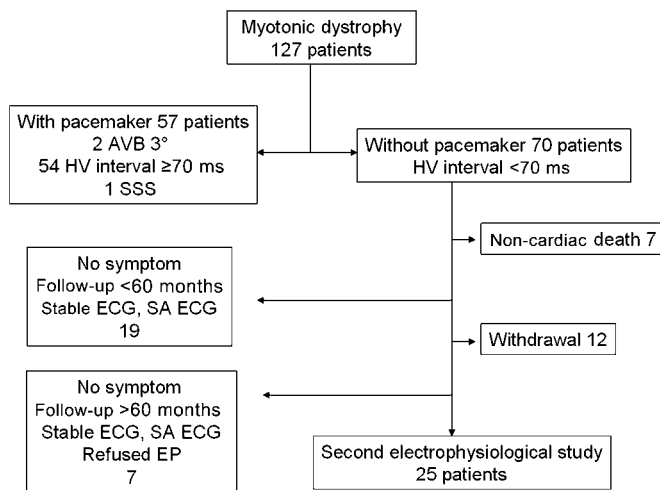 Myotonic dystrophy
127 patients
With pacemaker 57 patients
2 AVB 3°
54 HV interval ≥70 ms
1 SSS
Without pacemaker 70 patients
HV interval <70 ms
Non-cardiac death 7
No symptom
Follow-up <60 months
Stable ECG, SA ECG
19
Withdrawal 12
No symptom
Follow-up >60 months
Stable ECG, SA ECG
Refused EP
7
Second electrophysiological study
25 patients